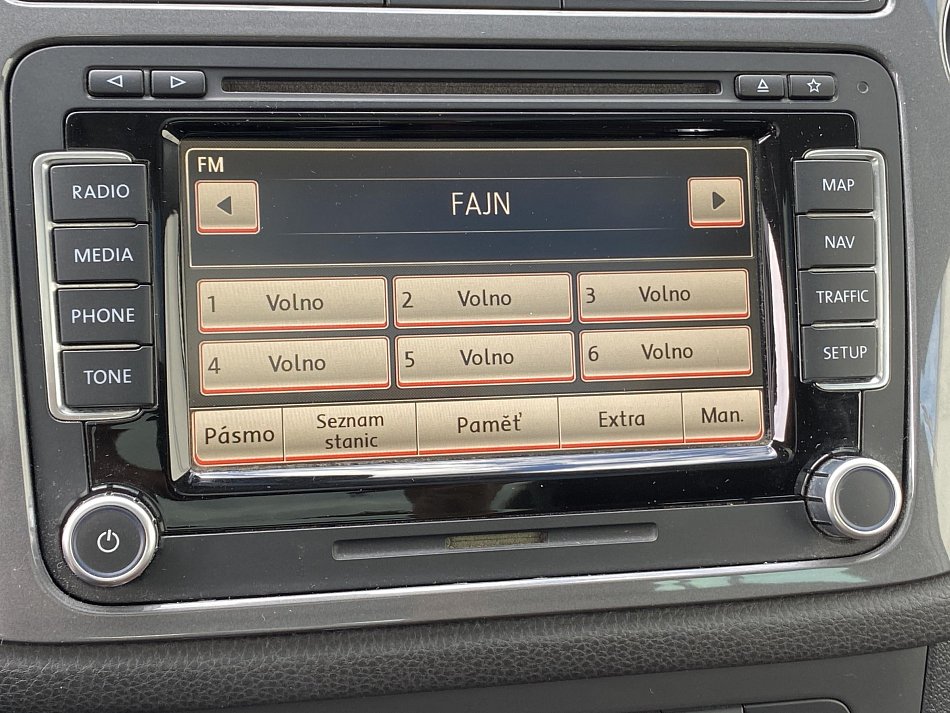 FM
FAJN
RADIO
MEDIA
PHONE
TONE
1 Volno
2 Volno
3 Volno
4 Volno
5 Volno
6 Volno
Pásmo
Seznam
stanic
Paměť
Extra
Man.
MAP
NAV
TRAFFIC
SETUP